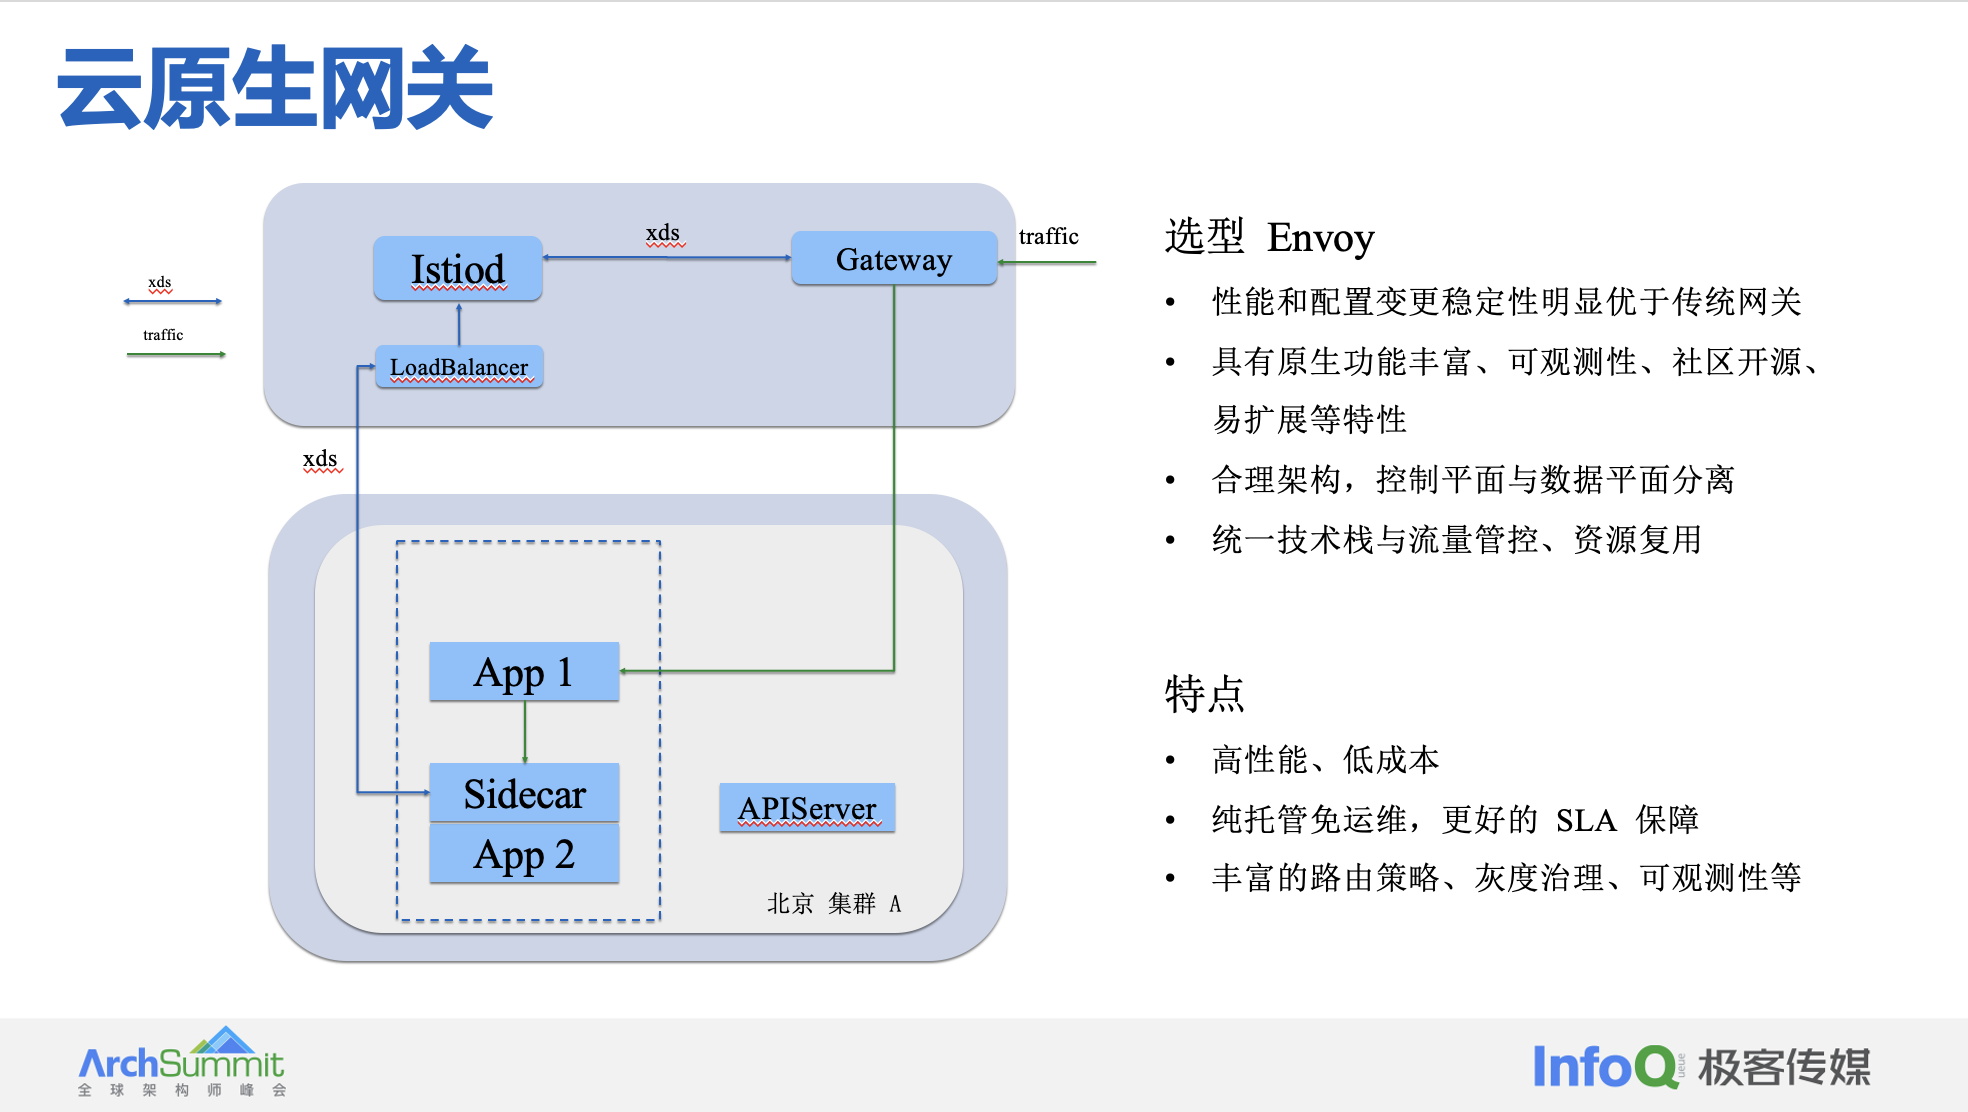 云原生网关
xds
traffic
Istiod
xds
Gateway
traffic
LoadBalancer
xds
App 1
Sidecar
App 2
APIServer
北京 集群 A
选型 Envoy
• 性能和配置变更稳定性明显优于传统网关
• 具有原生功能丰富、可观测性、社区开源、
易扩展等特性
• 合理架构，控制平面与数据平面分离
• 统一技术栈与流量管控、资源复用
特点
• 高性能、低成本
• 纯托管免运维，更好的 SLA 保障
• 丰富的路由策略、灰度治理、可观测性等
ArchSummit
全球架构师峰会
InfoQueue 极客传媒